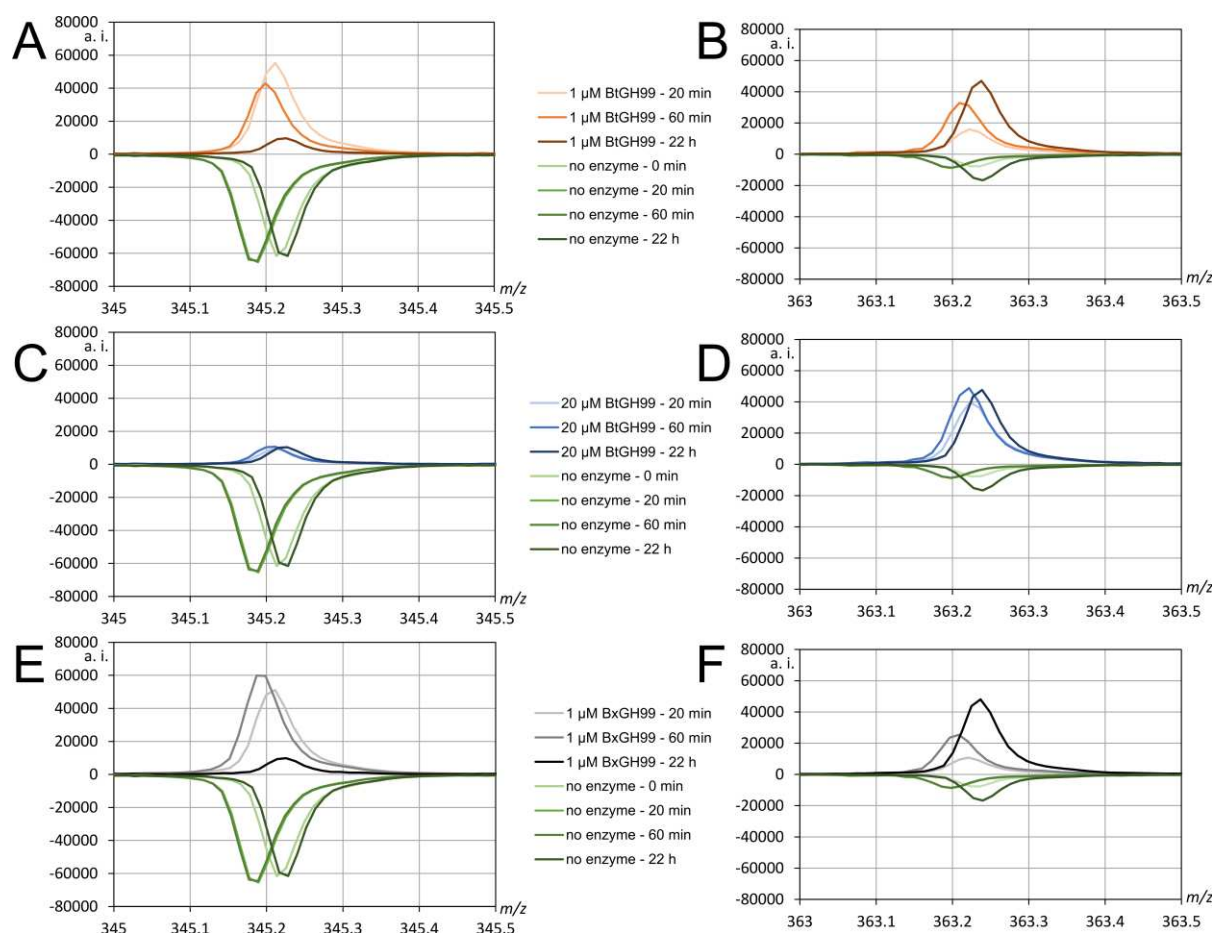 A
80000
a. i.
60000
40000
20000
0
-20000
-40000
-60000
-80000
345
345.1
345.2
345.3
345.4
345.5
m/z
1 µM BtGH99 - 20 min
1 µM BtGH99 - 60 min
1 µM BtGH99 - 22 h
no enzyme - 0 min
no enzyme - 20 min
no enzyme - 60 min
no enzyme - 22 h
B
80000
a. i.
60000
40000
20000
0
-20000
-40000
-60000
-80000
363
363.1
363.2
363.3
363.4
363.5
m/z
C
80000
a. i.
60000
40000
20000
0
-20000
-40000
-60000
-80000
345
345.1
345.2
345.3
345.4
345.5
m/z
20 µM BtGH99 - 20 min
20 µM BtGH99 - 60 min
20 µM BtGH99 - 22 h
no enzyme - 0 min
no enzyme - 20 min
no enzyme - 60 min
no enzyme - 22 h
D
80000
a. i.
60000
40000
20000
0
-20000
-40000
-60000
-80000
363
363.1
363.2
363.3
363.4
363.5
m/z
E
80000
a. i.
60000
40000
20000
0
-20000
-40000
-60000
-80000
345
345.1
345.2
345.3
345.4
345.5
m/z
1 µM BxGH99 - 20 min
1 µM BxGH99 - 60 min
1 µM BxGH99 - 22 h
no enzyme - 0 min
no enzyme - 20 min
no enzyme - 60 min
no enzyme - 22 h
F
80000
a. i.
60000
40000
20000
0
-20000
-40000
-60000
-80000
363
363.1
363.2
363.3
363.4
363.5
m/z